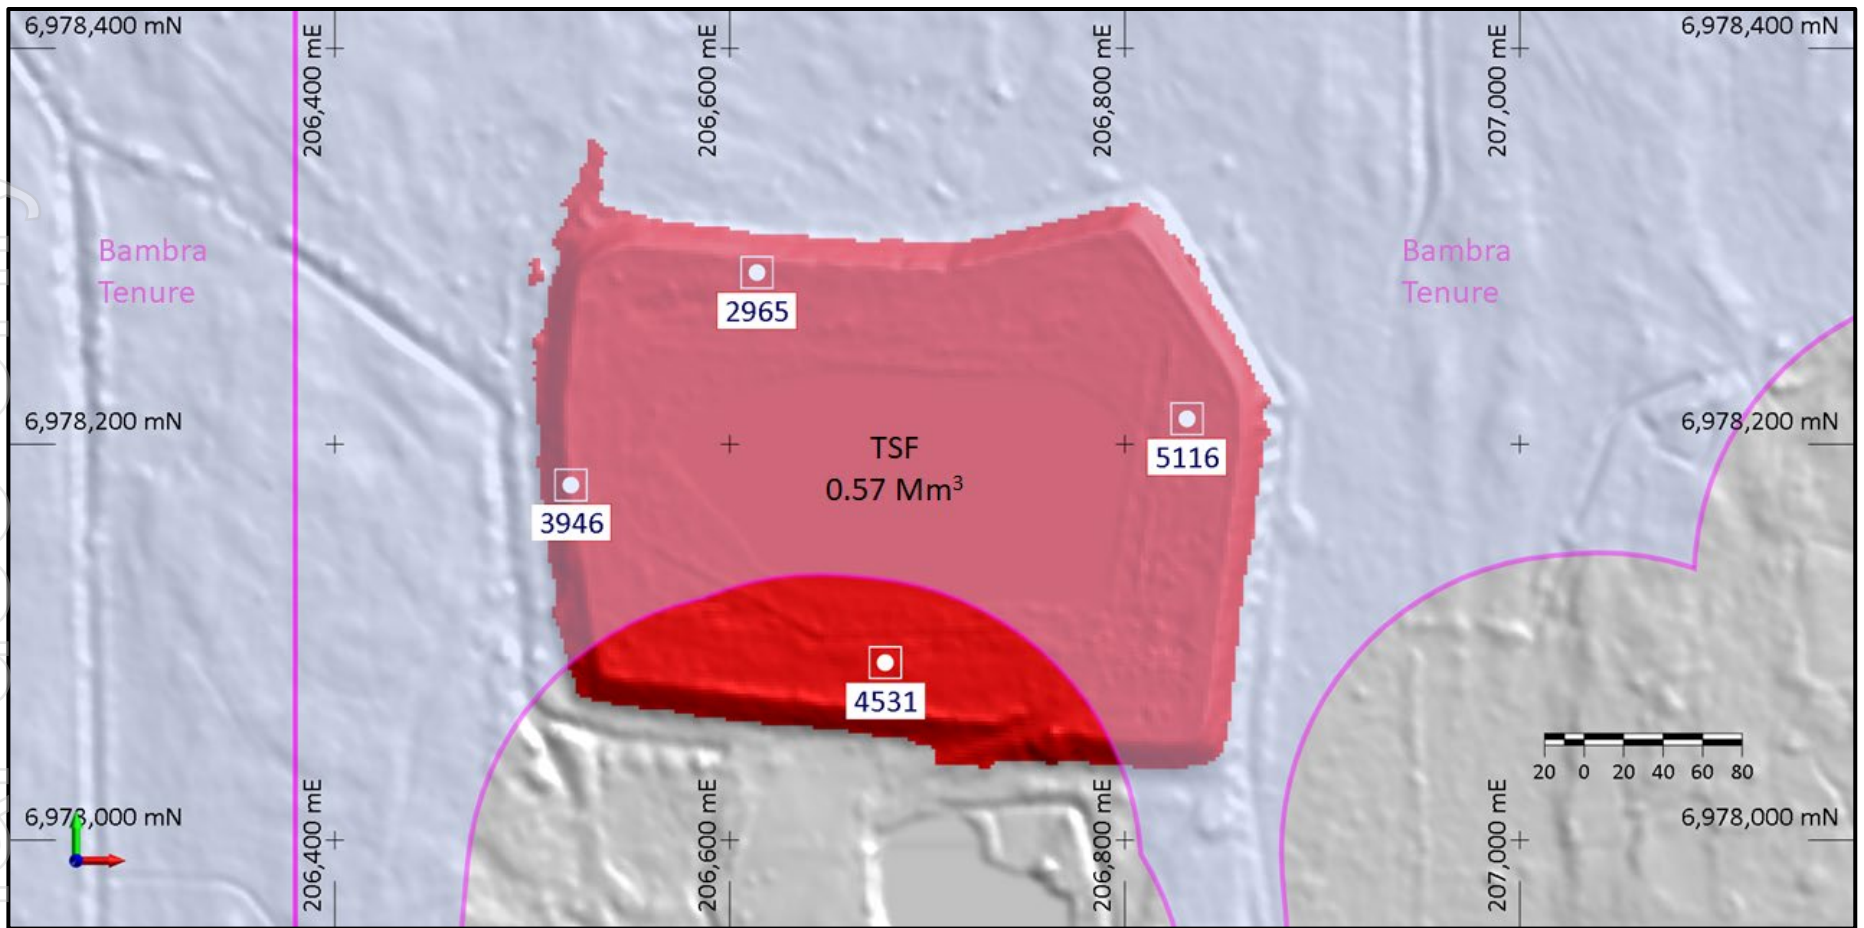 6,978,400 mN
206,400 mE
206,600 mE
206,800 mE
207,000 mE
6,978,400 mN
Bambra
Tenure
Bambra
Tenure
2965
6,978,200 mN
6,978,200 mN
TSF
0.57 Mm³
5116
3946
4531
20 0 20 40 60 80
6,978,000 mN
206,400 mE
206,600 mE
206,800 mE
207,000 mE
6,978,000 mN